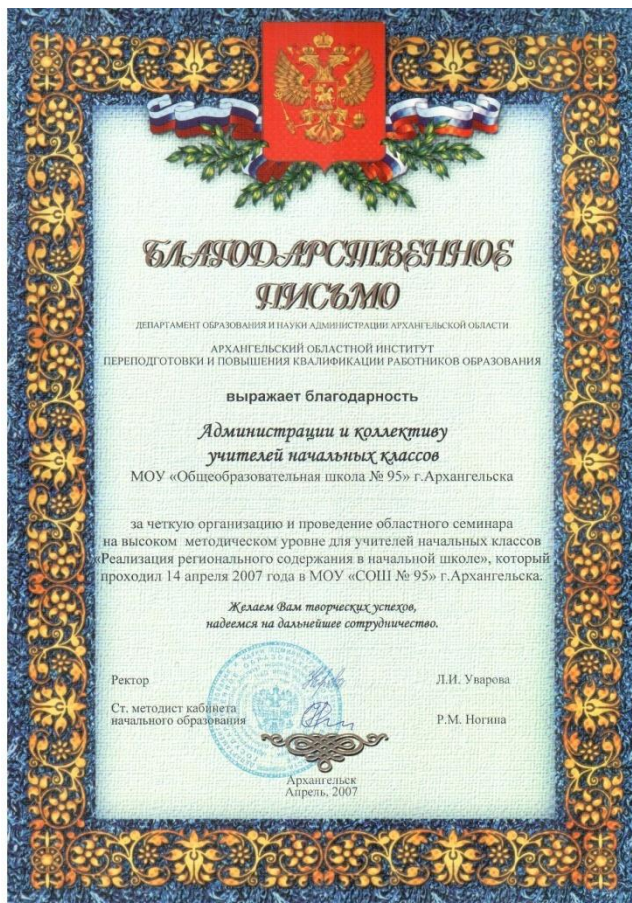 БЛАГОДАРСТВЕННОЕ
ПИСЬМО
ДЕПАРТАМЕНТ ОБРАЗОВАНИЯ И НАУКИ АДМИНИСТРАЦИИ АРХАНГЕЛЬСКОЙ ОБЛАСТИ
АРХАНГЕЛЬСКИЙ ОБЛАСТНОЙ ИНСТИТУТ
ПЕРЕПОДГОТОВКИ И ПОВЫШЕНИЯ КВАЛИФИКАЦИИ РАБОТНИКОВ ОБРАЗОВАНИЯ
выражает благодарность
Администрации и коллективу
учителей начальных классов
МОУ «Общеобразовательная школа № 95» г.Архангельска
за четкую организацию и проведение областного семинара
на высоком методическом уровне для учителей начальных классов
«Реализация регионального содержания в начальной школе», который
проходил 14 апреля 2007 года в МОУ «СОШ № 95» г.Архангельска.
Желаем Вам творческих успехов,
надеемся на дальнейшее сотрудничество.
Ректор Л.И. Уварова
Ст. методист кабинета
начального образования Р.М. Ногина
Архангельск
Апрель, 2007